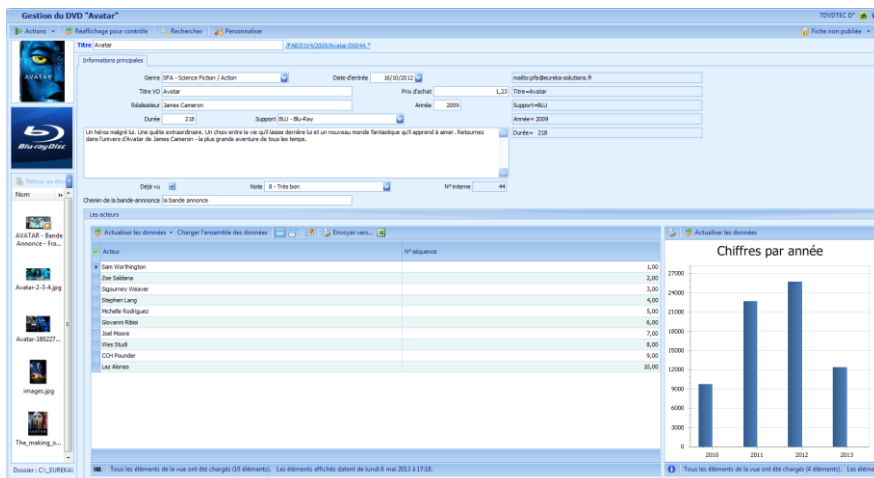 Gestion du DVD "Avatar"
TDVDTEC D*
Actions
Réaffichage pour contrôle
Rechercher
Personnaliser
Fiche non publiée
Titre Avatar
Informations principales
Genre SFA - Science Fiction / Action
Date d'entrée 16/10/2012
mailto:pfs@eureka-solutions.fr
Titre VO Avatar
Prix d'achat 1,23
Titre=Avatar
Réalisateur James Cameron
Année 2009
Support=BLU
Durée 218
Support BLU - Blu-Ray
Année= 2009
Durée= 218
Un héros malgré lui. Une quête extraordinaire. Un choix entre la vie qu'il laisse derrière lui et un nouveau monde fantastique qu'il apprend à aimer. Retournez
dans l'univers d'Avatar de James Cameron - la plus grande aventure de tous les temps.
Déjà vu
Note 8 - Très bon
N° interne 44
Chemin de la bande-annnonce la bande annonce
AVATAR
Blu-ray Disc
Retour au dos
Nom
AVATAR - Bande
Annonce - Fra...
Avatar-2-3-4.jpg
Avatar-160227...
images.jpg
The_making_o...
Dossier : C:\_EUREKA\
Les acteurs
Actualiser les données
Charger l'ensemble des données
Envoyer vers...
Acteur
N° séquence
Sam Worthington 1,00
Zoe Saldana 2,00
Sigourney Weaver 3,00
Stephen Lang 4,00
Michelle Rodriguez 5,00
Giovanni Ribisi 6,00
Joel Moore 7,00
Wes Studi 8,00
CCH Pounder 9,00
Laz Alonso 10,00
Tous les éléments de la vue ont été chargés (10 éléments). Les éléments affichés datent de lundi 6 mai 2013 à 17:18.
Actualiser les données
Chiffres par année
27000
24000
21000
18000
15000
12000
9000
6000
3000
0
2010 2011 2012 2013
Tous les éléments de la vue ont été chargés (4 éléments). Les éléme